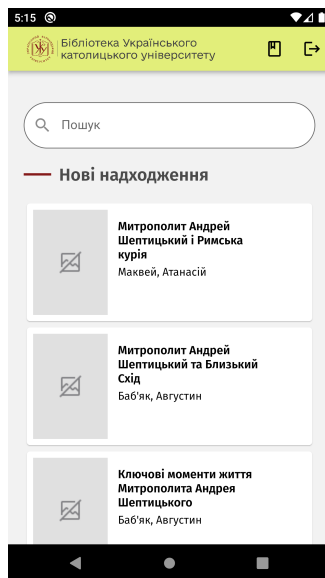 5:15
Бібліотека Українського
католицького університету
Пошук
Нові надходження
Митрополит Андрей
Шептицький і Римська
курія
Маквей, Атанасій
Митрополит Андрей
Шептицький та Близький
Схід
Баб'як, Августин
Ключові моменти життя
Митрополита Андрея
Шептицького
Баб'як, Августин